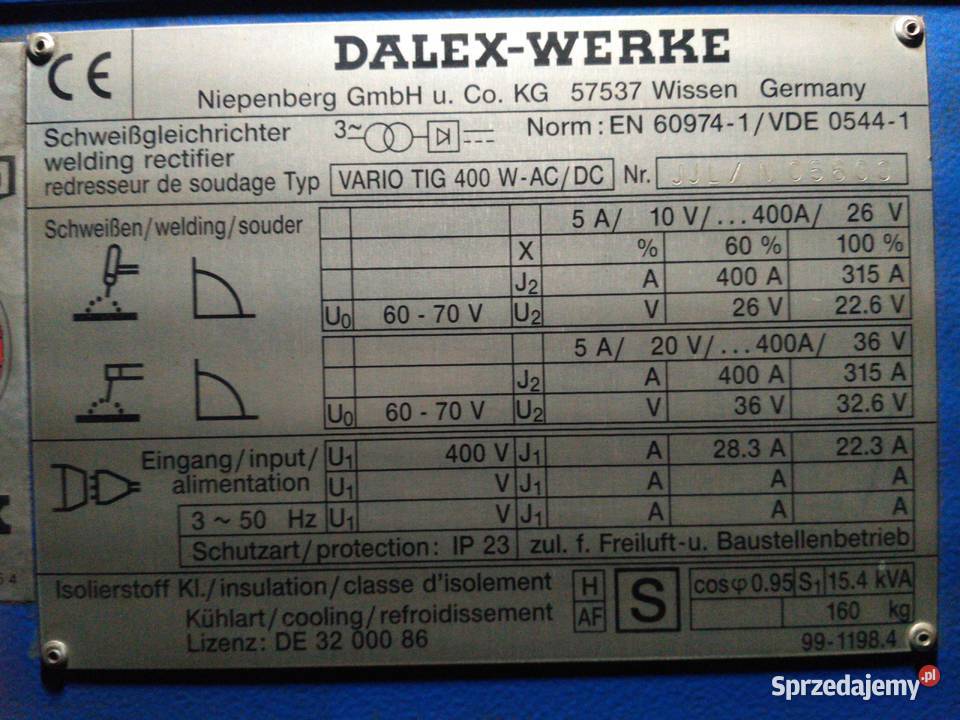 CE
DALEX-WERKE
Niepenberg GmbH u. Co. KG 57537 Wissen Germany
Schweißgleichrichter 3~ Norm: EN 60974-1/VDE 0544-1
welding rectifier
redresseur de soudage Typ VARIO TIG 400 W-AC/DC Nr.
Schweißen/welding/souder 5 A/ 10 V/...400A/ 26 V
X % 60 % 100 %
J2 A 400 A 315 A
U0 60 - 70 V U2 V 26 V 22.6 V
5 A/ 20 V/...400A/ 36 V
J2 A 400 A 315 A
U0 60 - 70 V U2 V 36 V 32.6 V
Eingang/input/ U1 400 V J1 A 28.3 A 22.3 A
alimentation U1 V J1 A A A
3 ~ 50 Hz U1 V J1 A A A
Schutzart/protection: IP 23 zul. f. Freiluft-u. Baustellenbetrieb
Isolierstoff Kl./insulation/classe d'isolement H S cosφ0.95 S1 15.4 kVA
Kühlart/cooling/refroidissement AF 160 kg
Lizenz: DE 32 000 86 99-1198.4
Sprzedajemy.pl